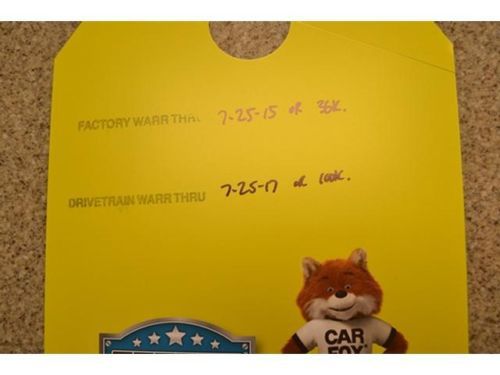 FACTORY WARR THRU 7-25-15 OR 36K.
DRIVETRAIN WARR THRU 7-25-17 OR 100K.
CAR
FOX